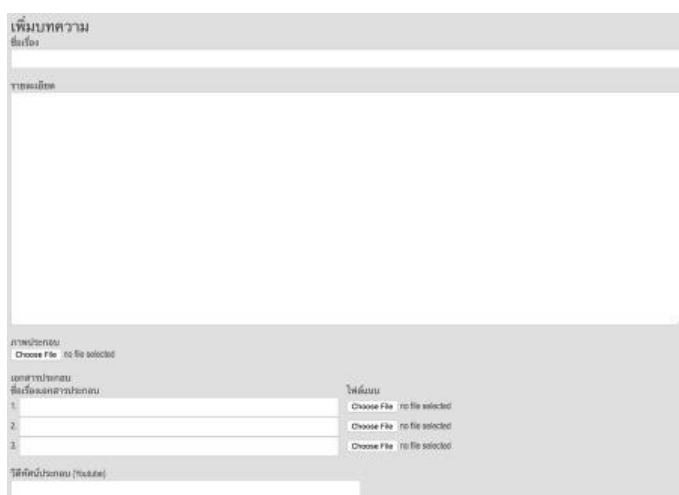 เพิ่มบทความ
ชื่อเรื่อง
รายละเอียด
ภาพประกอบ
Choose File no file selected
เอกสารประกอบ
ชื่อเรื่องเอกสารประกอบ ไฟล์แนบ
1. Choose File no file selected
2. Choose File no file selected
3. Choose File no file selected
วีดีทัศน์ประกอบ (Youtube)